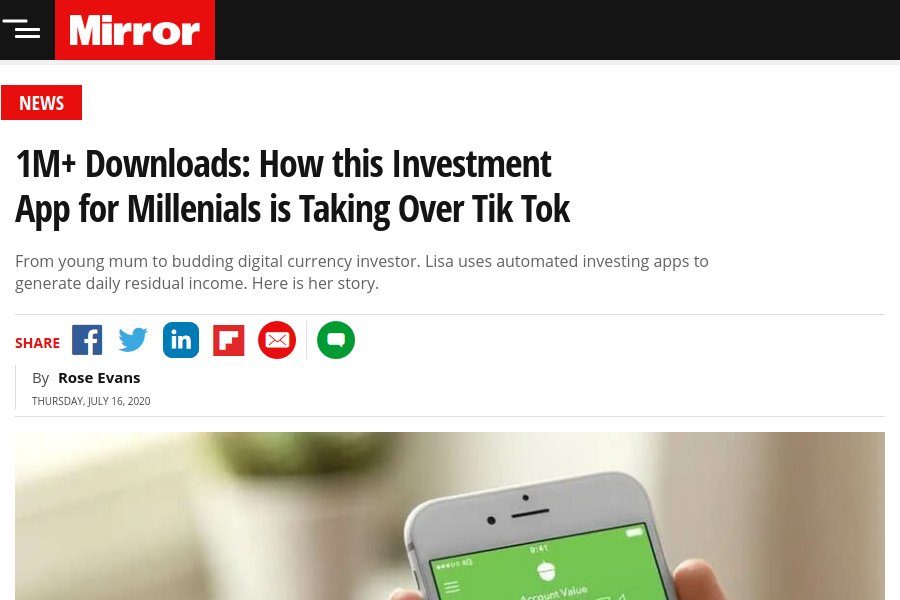 Mirror
NEWS
1M+ Downloads: How this Investment
App for Millenials is Taking Over Tik Tok
From young mum to budding digital currency investor. Lisa uses automated investing apps to
generate daily residual income. Here is her story.
SHARE
By Rose Evans
THURSDAY, JULY 16, 2020
4G 9:41
Account Value